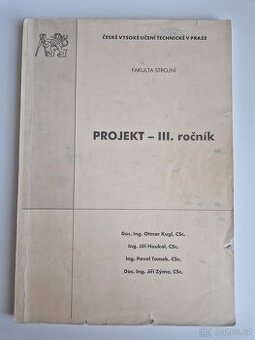 ČESKÉ VYSOKÉ UČENÍ TECHNICKÉ V PRAZE
FAKULTA STROJNÍ
PROJEKT – III. ročník
Doc. Ing. Otmar Kugl, CSc.
Ing. Jiří Houkal, CSc.
Ing. Pavel Tomek, CSc.
Doc. Ing. Jiří Zýma, CSc.